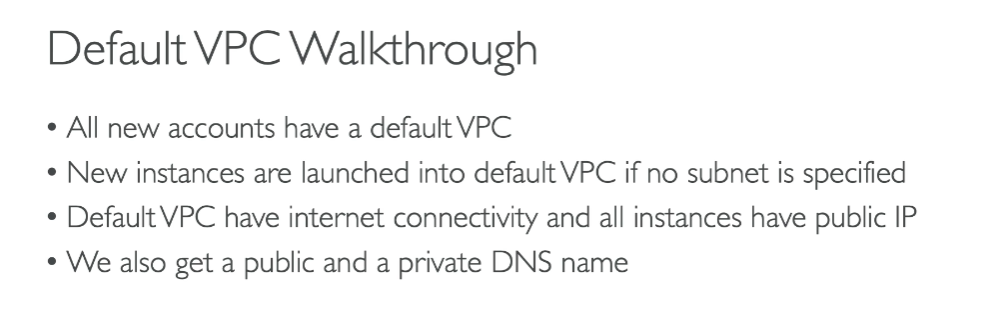 Default VPC Walkthrough
• All new accounts have a default VPC
• New instances are launched into default VPC if no subnet is specified
• Default VPC have internet connectivity and all instances have public IP
• We also get a public and a private DNS name